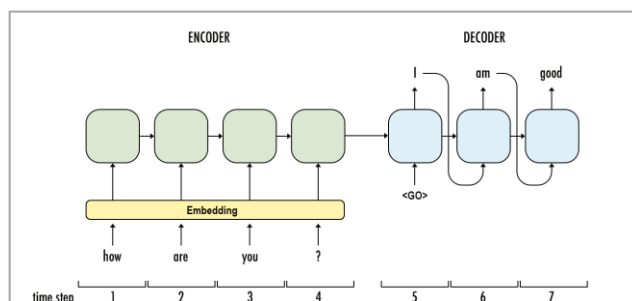 ENCODER DECODER
I am good
<GO>
Embedding
how are you ?
time step 1 2 3 4 5 6 7